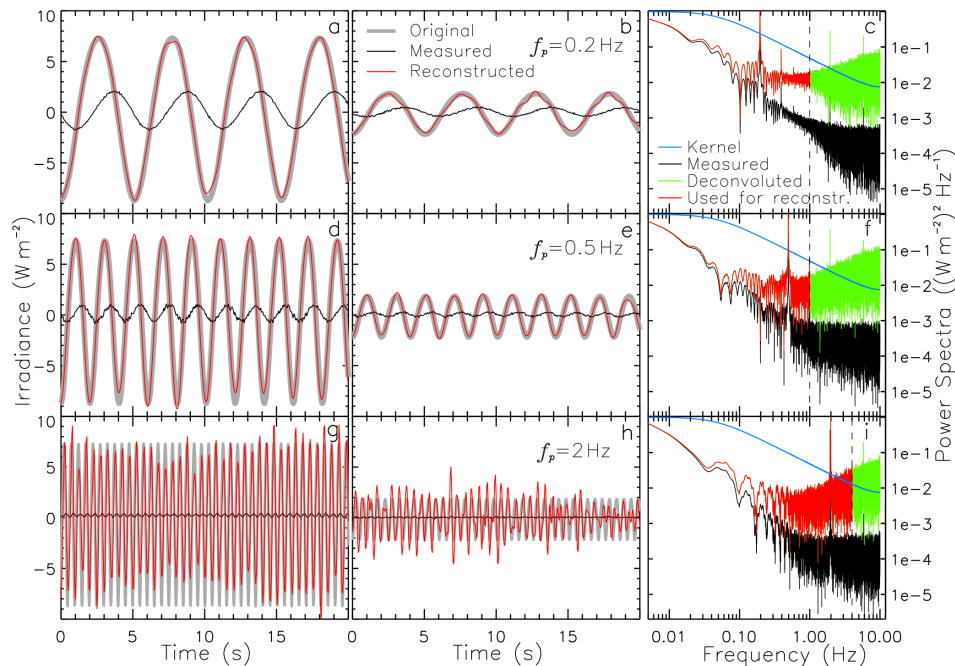 a
Original
Measured
Reconstructed
b
fₚ=0.2 Hz
c
10
5
0
−5
1e−1
1e−2
1e−3
1e−4
1e−5
Kernel
Measured
Deconvoluted
Used for reconstr.
d
e
fₚ=0.5 Hz
f
10
5
0
−5
1e−1
1e−2
1e−3
1e−4
1e−5
g
h
fₚ=2 Hz
i
10
5
0
−5
1e−1
1e−2
1e−3
1e−4
1e−5
Irradiance (W m⁻²)
Power Spectra ((W m⁻²)² Hz⁻¹)
0 5 10 15 0 5 10 15 20
0.01 0.10 1.00 10.00
Time (s) Time (s) Frequency (Hz)